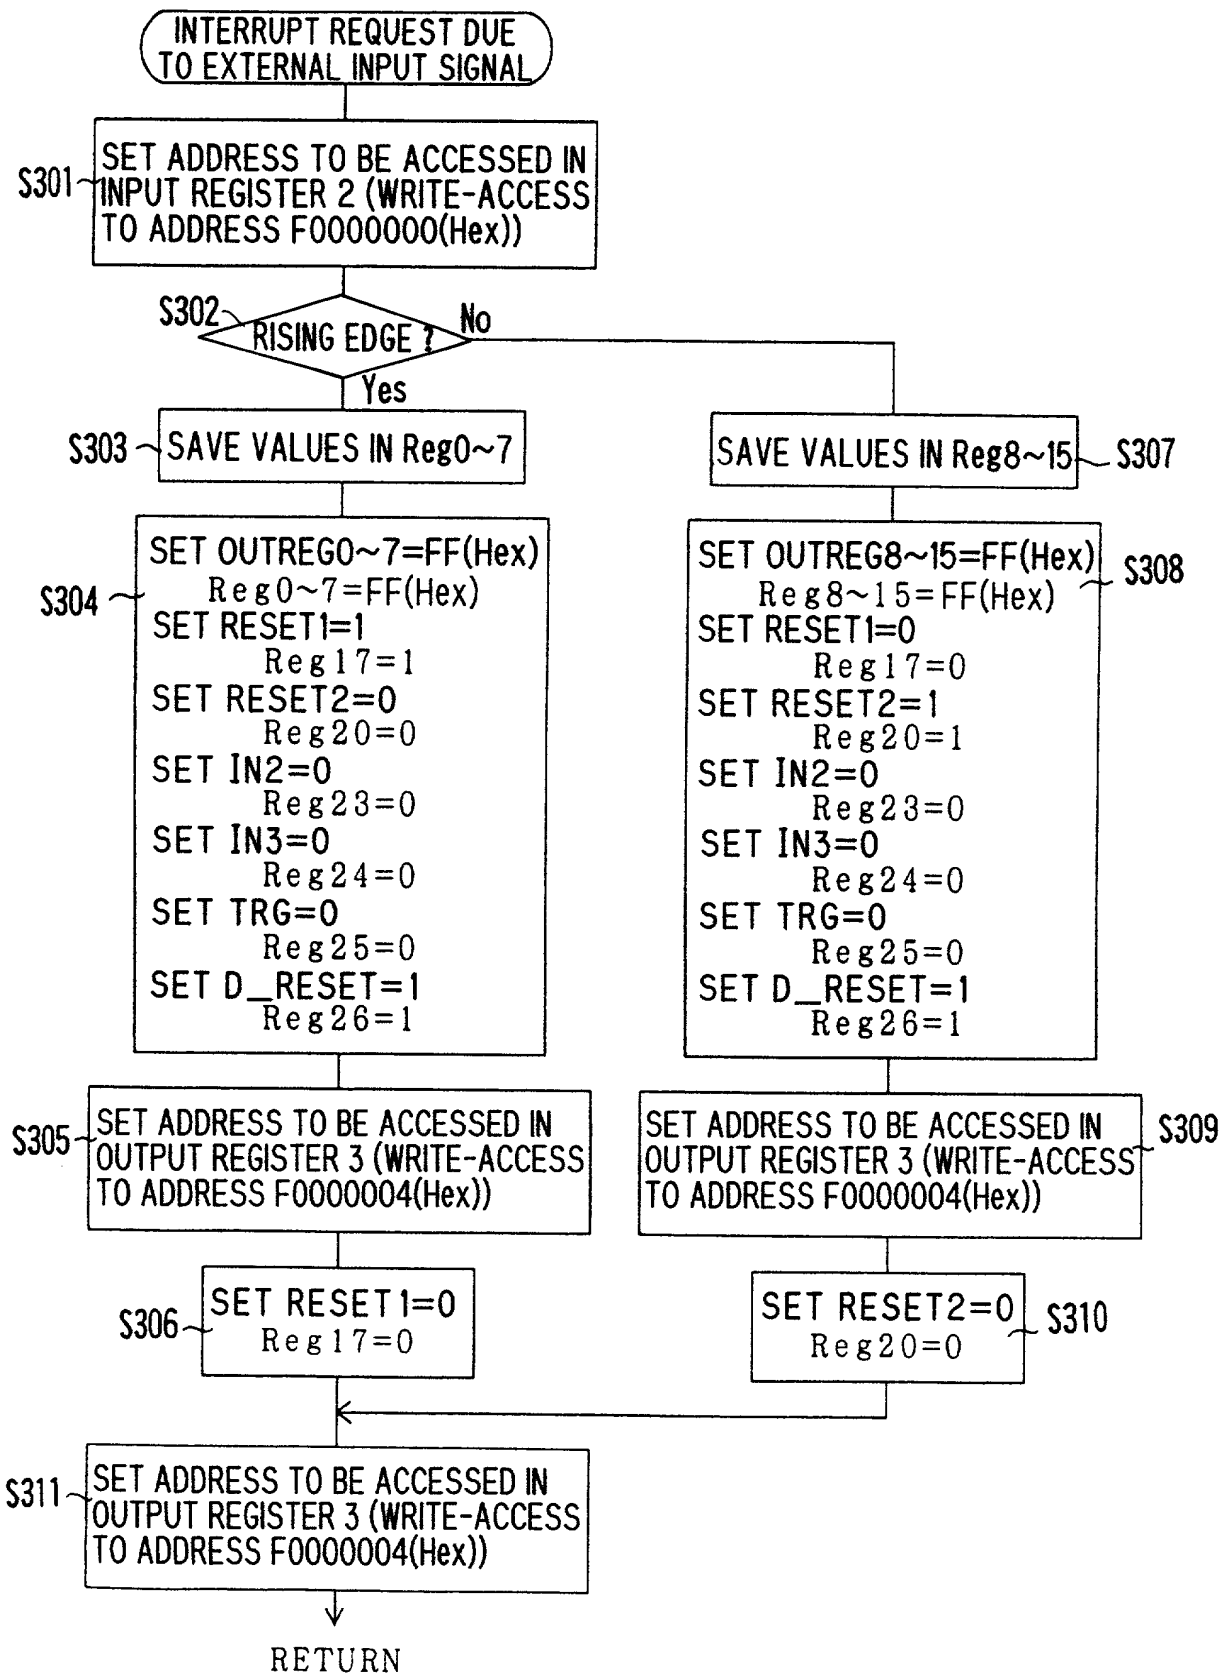 INTERRUPT REQUEST DUE
TO EXTERNAL INPUT SIGNAL
S301
SET ADDRESS TO BE ACCESSED IN
INPUT REGISTER 2 (WRITE-ACCESS
TO ADDRESS F0000000(Hex))
S302
RISING EDGE ?
No
Yes
S303
SAVE VALUES IN Reg0~7
S304
SET OUTREG0~7=FF(Hex)
Reg0~7=FF(Hex)
SET RESET1=1
Reg17=1
SET RESET2=0
Reg20=0
SET IN2=0
Reg23=0
SET IN3=0
Reg24=0
SET TRG=0
Reg25=0
SET D_RESET=1
Reg26=1
S305
SET ADDRESS TO BE ACCESSED IN
OUTPUT REGISTER 3 (WRITE-ACCESS
TO ADDRESS F0000004(Hex))
S306
SET RESET1=0
Reg17=0
SAVE VALUES IN Reg8~15
S307
SET OUTREG8~15=FF(Hex)
Reg8~15=FF(Hex)
S308
SET RESET1=0
Reg17=0
SET RESET2=1
Reg20=1
SET IN2=0
Reg23=0
SET IN3=0
Reg24=0
SET TRG=0
Reg25=0
SET D_RESET=1
Reg26=1
SET ADDRESS TO BE ACCESSED IN
OUTPUT REGISTER 3 (WRITE-ACCESS
TO ADDRESS F0000004(Hex))
S309
SET RESET2=0
Reg20=0
S310
S311
SET ADDRESS TO BE ACCESSED IN
OUTPUT REGISTER 3 (WRITE-ACCESS
TO ADDRESS F0000004(Hex))
RETURN